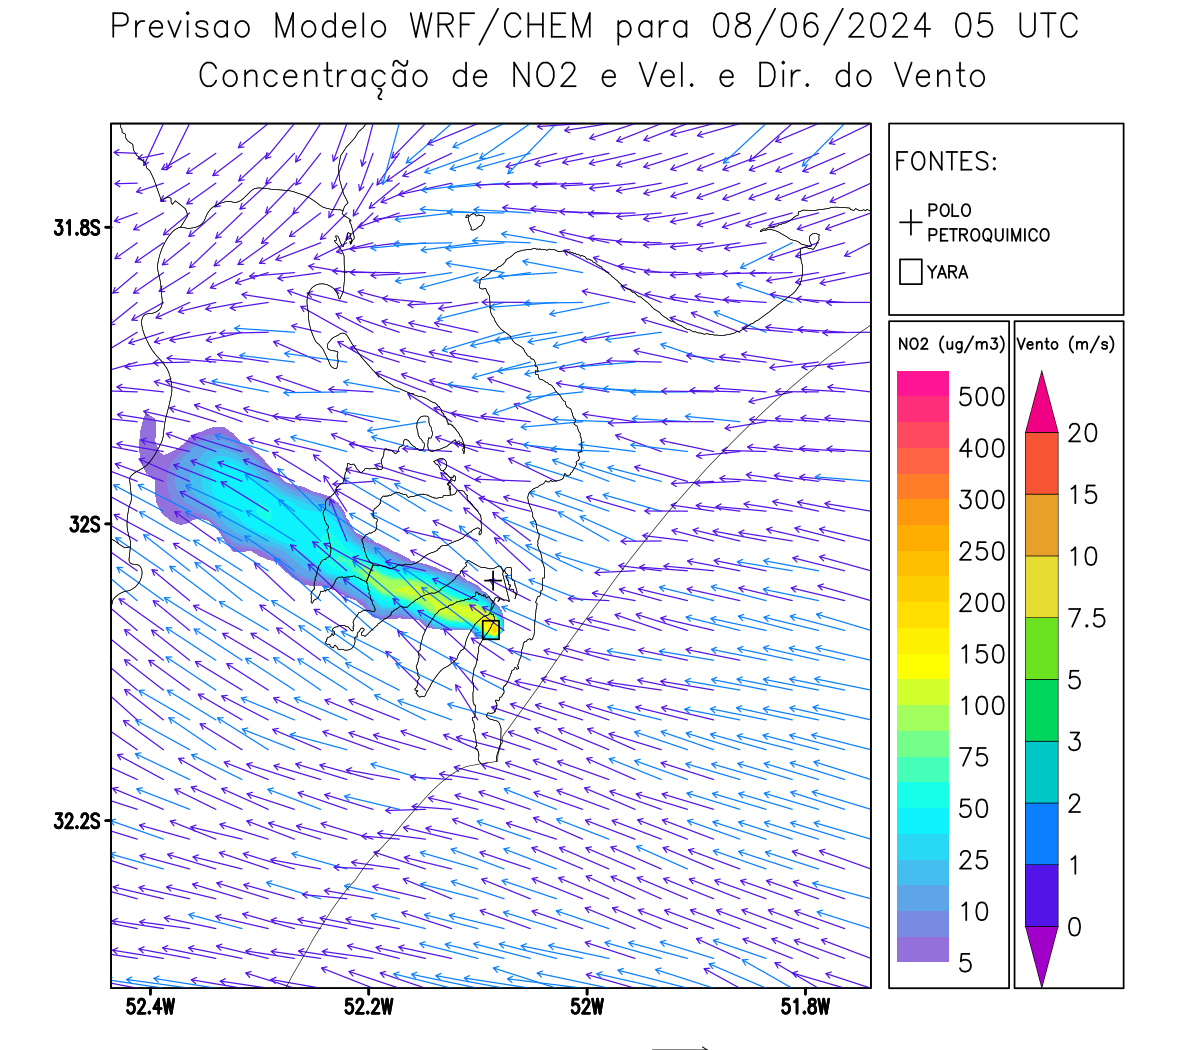 Previsao Modelo WRF/CHEM para 08/06/2024 05 UTC
Concentração de NO2 e Vel. e Dir. do Vento
FONTES:
POLO
PETROQUIMICO
YARA
NO2 (ug/m3)
500
400
300
250
200
150
100
75
50
25
10
5
Vento (m/s)
20
15
10
7.5
5
3
2
1
0
31.8S
32S
32.2S
52.4W
52.2W
52W
51.8W